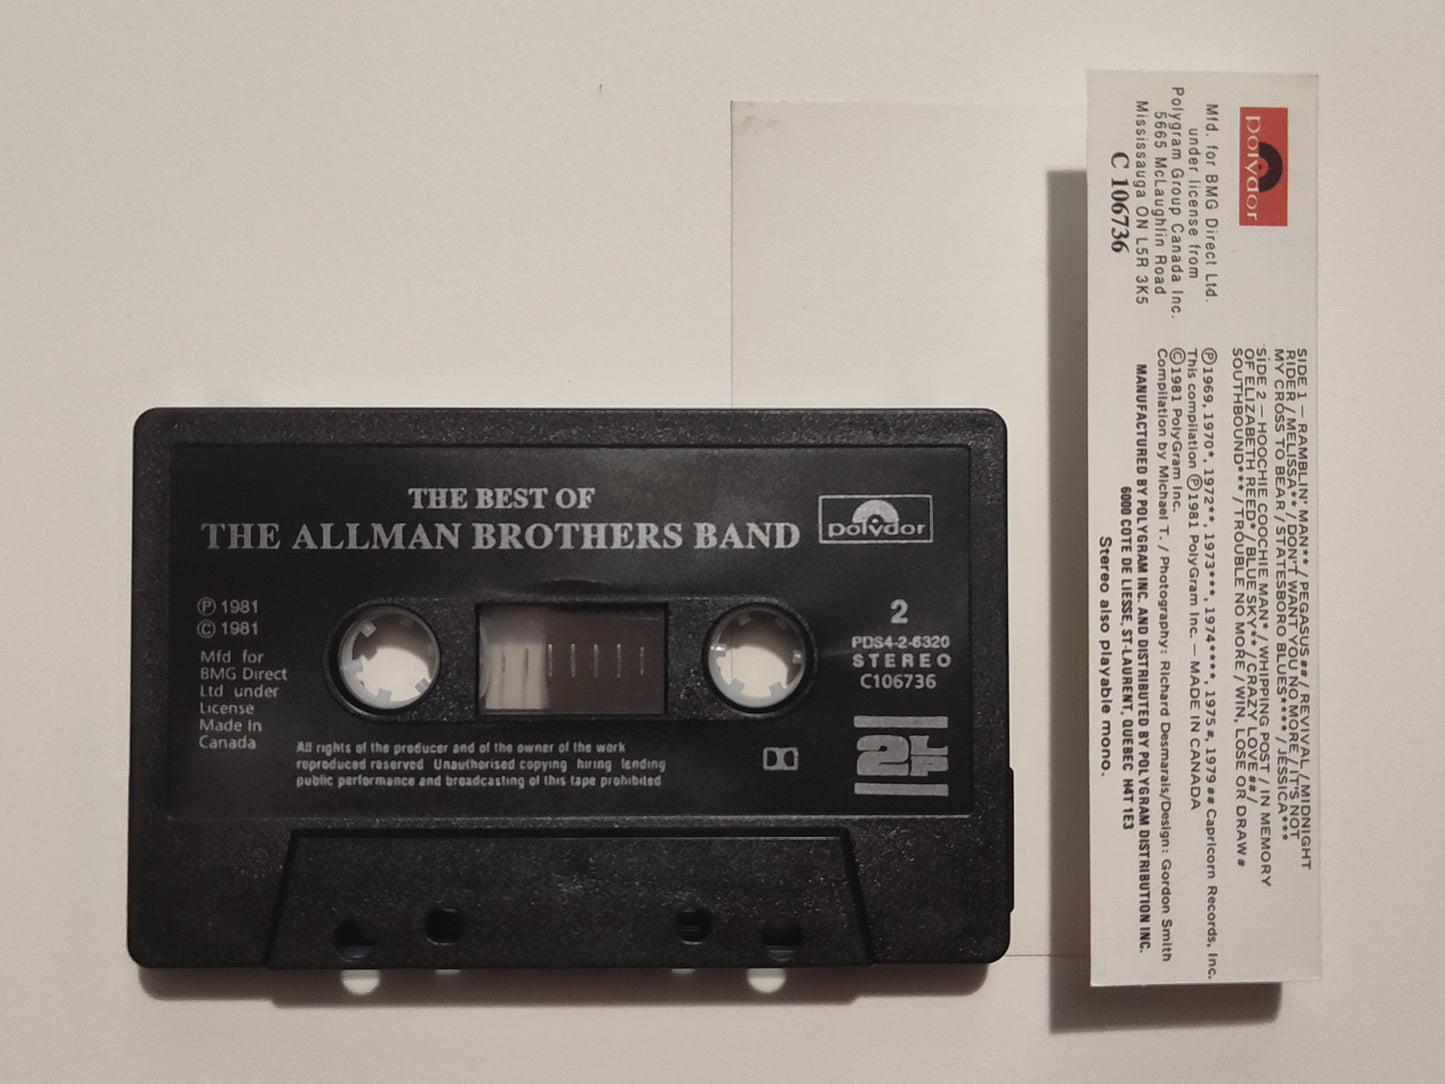 THE BEST OF
THE ALLMAN BROTHERS BAND
polydor
℗ 1981
© 1981
Mfd for
BMG Direct
Ltd under
License
Made in
Canada
2
PDS4-2-6320
STEREO
C106736
All rights of the producer and of the owner of the work
reproduced reserved Unauthorised copying hiring lending
public performance and broadcasting of this tape prohibited
2LP
polydor
Mfd. for BMG Direct Ltd.
under license from
Polygram Group Canada Inc.
5665 McLaughlin Road
Mississauga ON L5R 3K5
C 106736
SIDE 1 — RAMBLIN' MAN** / PEGASUS ## / REVIVAL / MIDNIGHT
RIDER / MELISSA** / DON'T WANT YOU NO MORE / IT'S NOT
MY CROSS TO BEAR / STATESBORO BLUES**** / JESSICA***
SIDE 2 — HOOCHIE COOCHIE MAN* / WHIPPING POST / IN MEMORY
OF ELIZABETH REED* / BLUE SKY** / CRAZY LOVE ## /
SOUTHBOUND** / TROUBLE NO MORE / WIN, LOSE OR DRAW #
℗ 1969, 1970*, 1972**, 1973***, 1974****, 1975 #, 1979 ## Capricorn Records, Inc.
This compilation ℗ 1981 PolyGram Inc. — MADE IN CANADA
© 1981 PolyGram Inc.
Compilation by Michael T. / Photography: Richard Desmarais/Design: Gordon Smith
MANUFACTURED BY POLYGRAM INC. AND DISTRIBUTED BY POLYGRAM DISTRIBUTION INC.
6000 COTE DE LIESSE, ST-LAURENT, QUEBEC H4T 1E3
Stereo also playable mono.